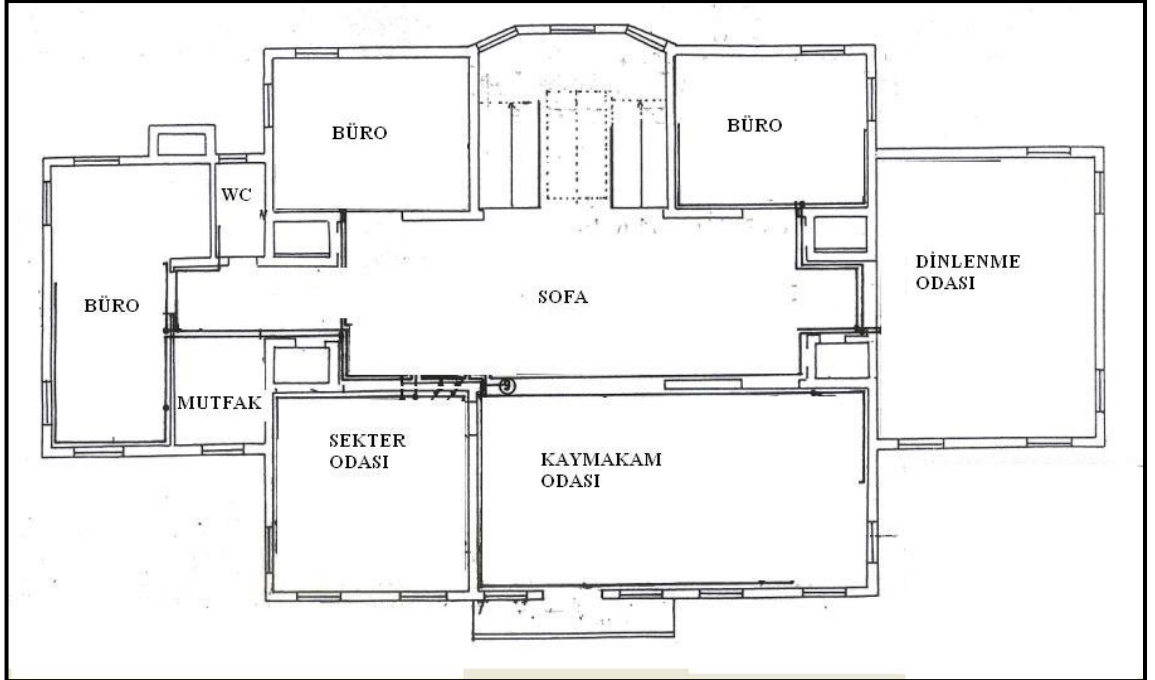 BÜRO
BÜRO
WC
DİNLENME
ODASI
BÜRO
SOFA
MUTFAK
SEKTER
ODASI
KAYMAKAM
ODASI